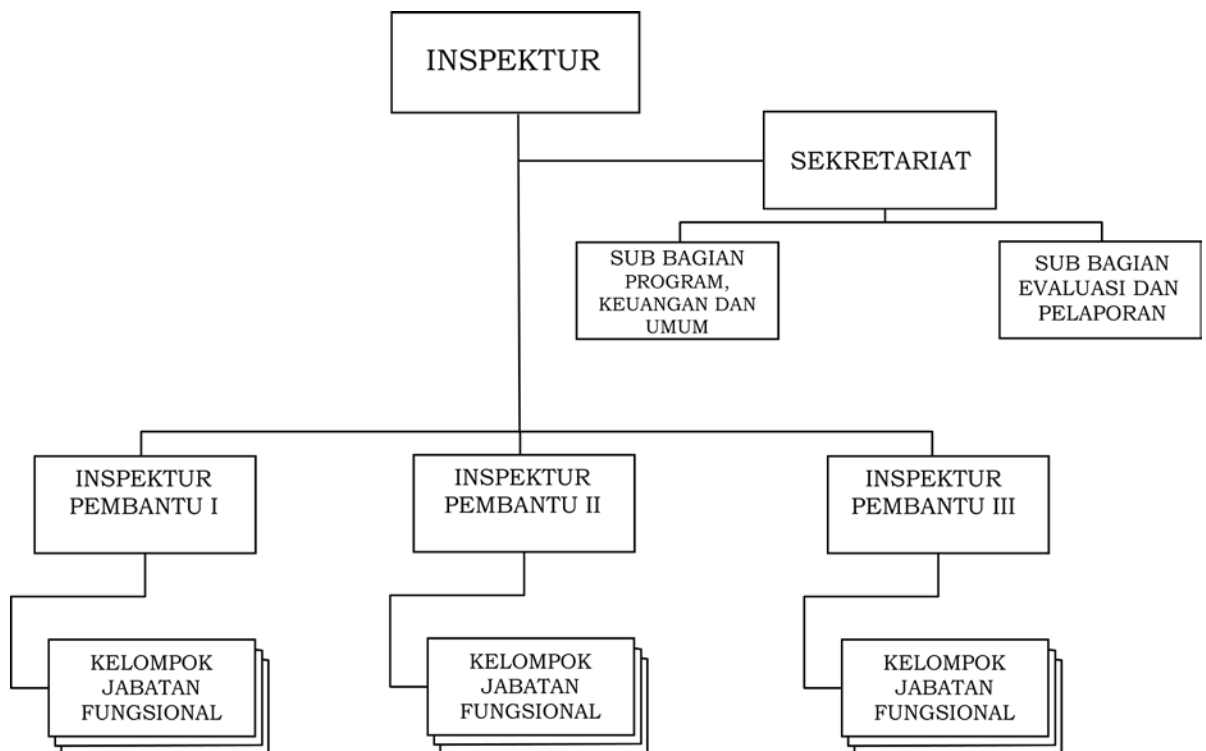 INSPEKTUR
SEKRETARIAT
SUB BAGIAN
PROGRAM,
KEUANGAN DAN
UMUM
SUB BAGIAN
EVALUASI DAN
PELAPORAN
INSPEKTUR
PEMBANTU I
INSPEKTUR
PEMBANTU II
INSPEKTUR
PEMBANTU III
KELOMPOK
JABATAN
FUNGSIONAL
KELOMPOK
JABATAN
FUNGSIONAL
KELOMPOK
JABATAN
FUNGSIONAL